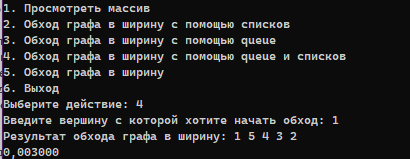 1. Просмотреть массив
2. Обход графа в ширину с помощью списков
3. Обход графа в ширину с помощью queue
4. Обход графа в ширину с помощью queue и списков
5. Обход графа в ширину
6. Выход
Выберите действие: 4
Введите вершину с которой хотите начать обход: 1
Результат обхода графа в ширину: 1 5 4 3 2
0,003000